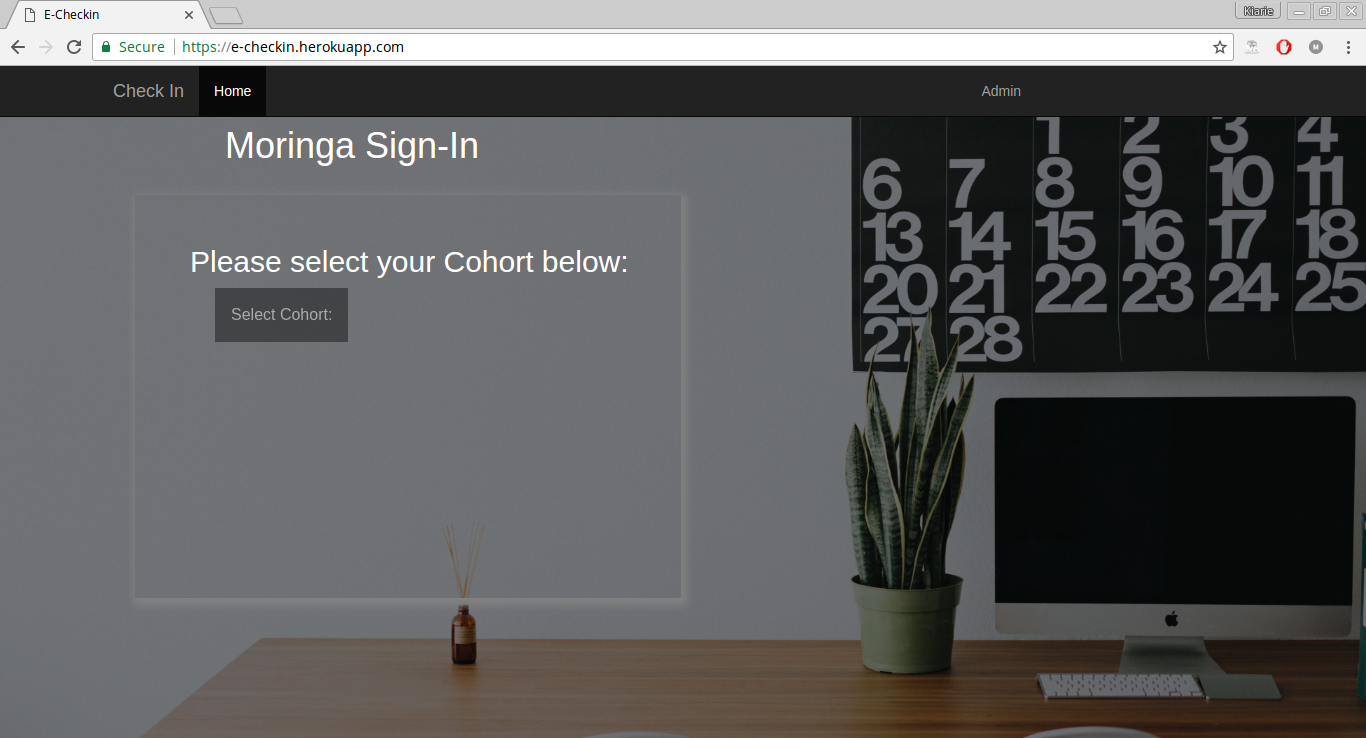 E-Checkin
Kiarie
Secure
https://e-checkin.herokuapp.com
M
Check In
Home
Admin
Moringa Sign-In
Please select your Cohort below:
Select Cohort:
1 2 3 4
6 7 8 9 10 11
13 14 15 16 17 18
20 21 22 23 24 25
27 28